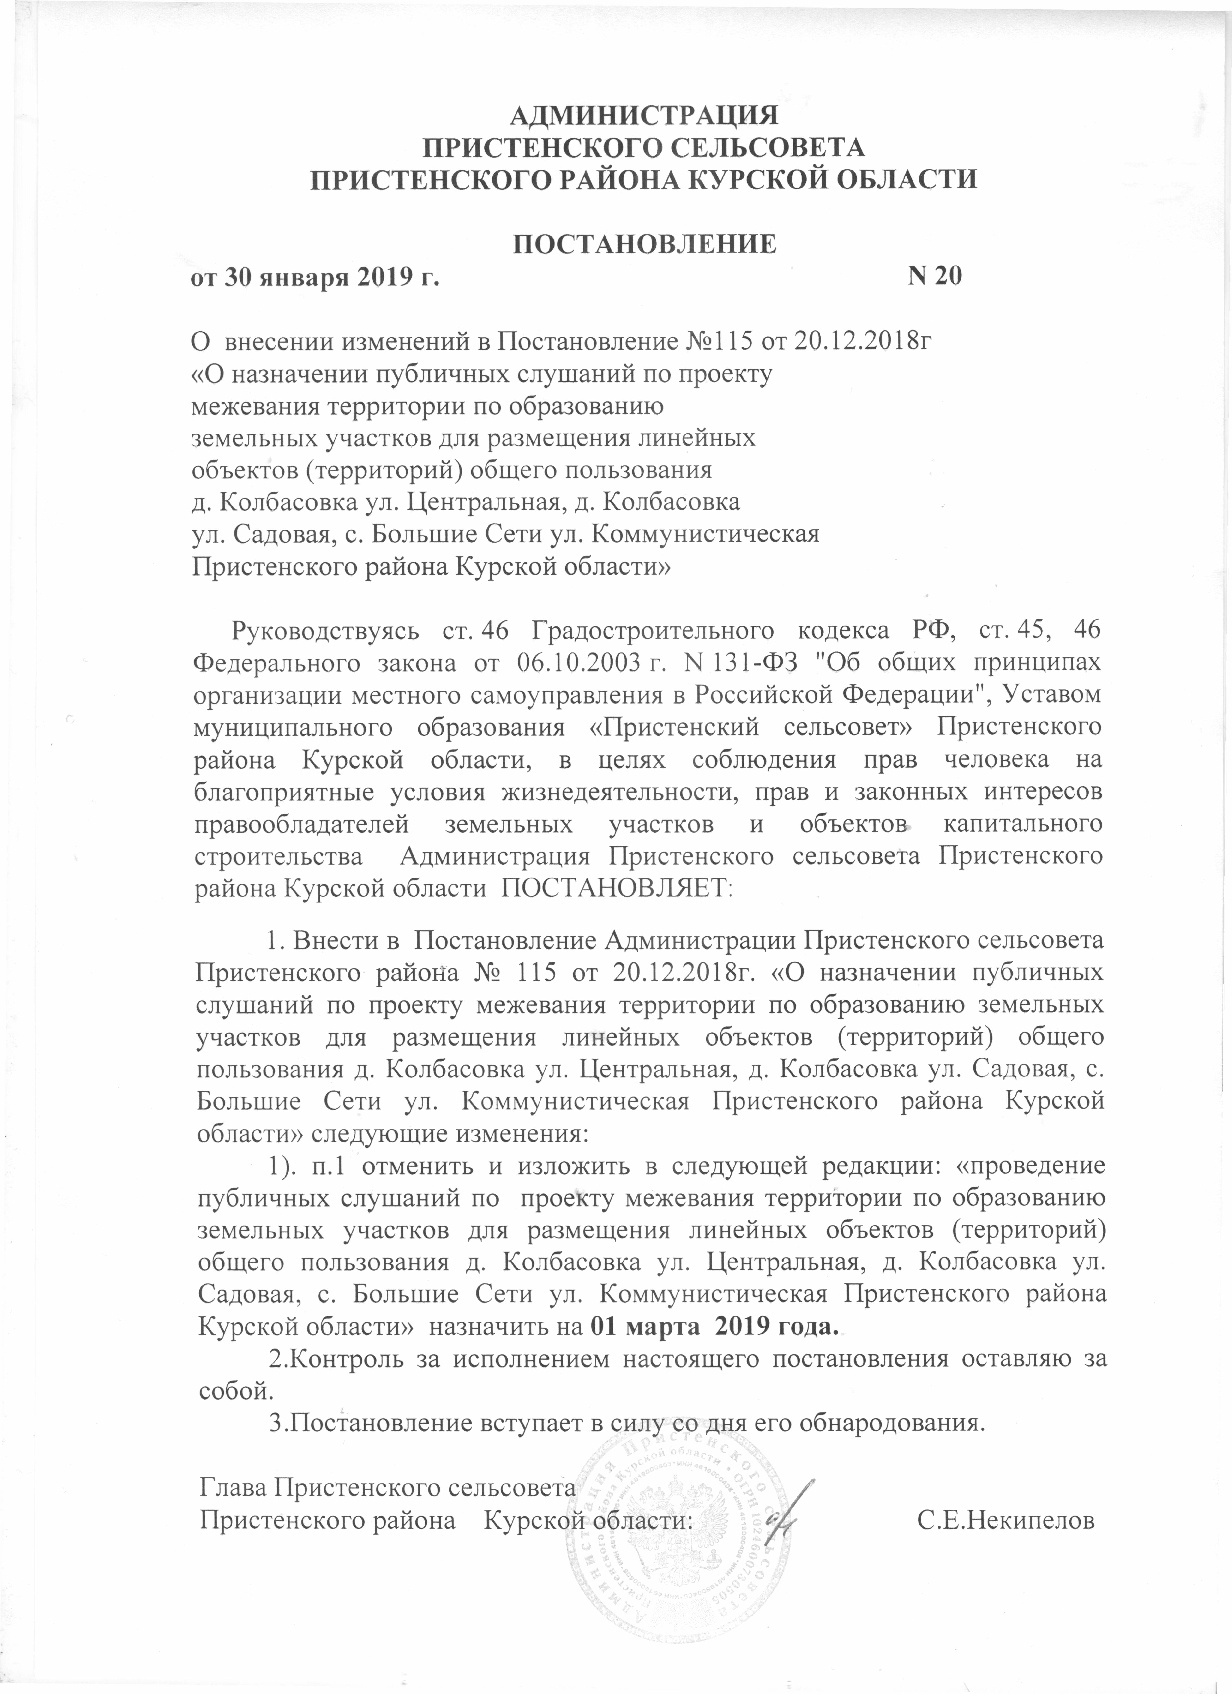 АДМИНИСТРАЦИЯ
ПРИСТЕНСКОГО СЕЛЬСОВЕТА
ПРИСТЕНСКОГО РАЙОНА КУРСКОЙ ОБЛАСТИ
ПОСТАНОВЛЕНИЕ
от 30 января 2019 г. N 20
О внесении изменений в Постановление №115 от 20.12.2018г
«О назначении публичных слушаний по проекту
межевания территории по образованию
земельных участков для размещения линейных
объектов (территорий) общего пользования
д. Колбасовка ул. Центральная, д. Колбасовка
ул. Садовая, с. Большие Сети ул. Коммунистическая
Пристенского района Курской области»
Руководствуясь ст. 46 Градостроительного кодекса РФ, ст. 45, 46
Федерального закона от 06.10.2003 г. N 131-ФЗ "Об общих принципах
организации местного самоуправления в Российской Федерации", Уставом
муниципального образования «Пристенский сельсовет» Пристенского
района Курской области, в целях соблюдения прав человека на
благоприятные условия жизнедеятельности, прав и законных интересов
правообладателей земельных участков и объектов капитального
строительства Администрация Пристенского сельсовета Пристенского
района Курской области ПОСТАНОВЛЯЕТ:
1. Внести в Постановление Администрации Пристенского сельсовета
Пристенского района № 115 от 20.12.2018г. «О назначении публичных
слушаний по проекту межевания территории по образованию земельных
участков для размещения линейных объектов (территорий) общего
пользования д. Колбасовка ул. Центральная, д. Колбасовка ул. Садовая, с.
Большие Сети ул. Коммунистическая Пристенского района Курской
области» следующие изменения:
1). п.1 отменить и изложить в следующей редакции: «проведение
публичных слушаний по проекту межевания территории по образованию
земельных участков для размещения линейных объектов (территорий)
общего пользования д. Колбасовка ул. Центральная, д. Колбасовка ул.
Садовая, с. Большие Сети ул. Коммунистическая Пристенского района
Курской области» назначить на 01 марта 2019 года.
2.Контроль за исполнением настоящего постановления оставляю за
собой.
3.Постановление вступает в силу со дня его обнародования.
Глава Пристенского сельсовета
Пристенского района Курской области: С.Е.Некипелов
Администрация Пристенского сельсовета